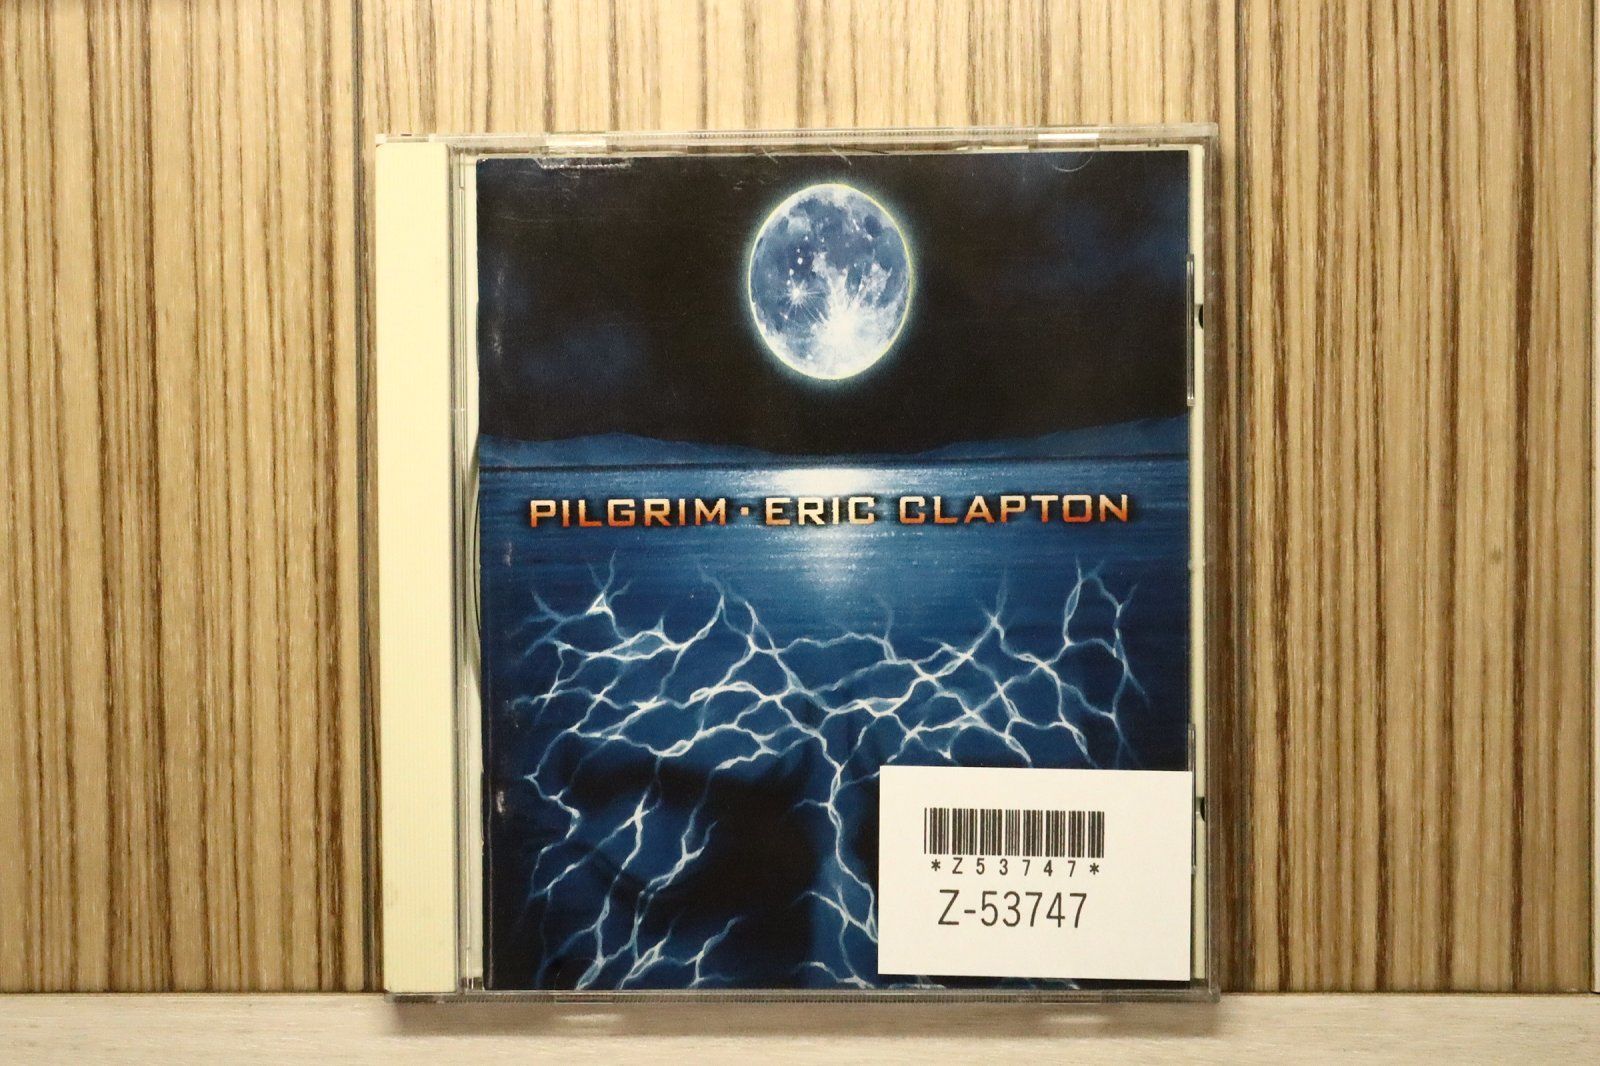 PILGRIM · ERIC CLAPTON
*Z53747*
Z-53747